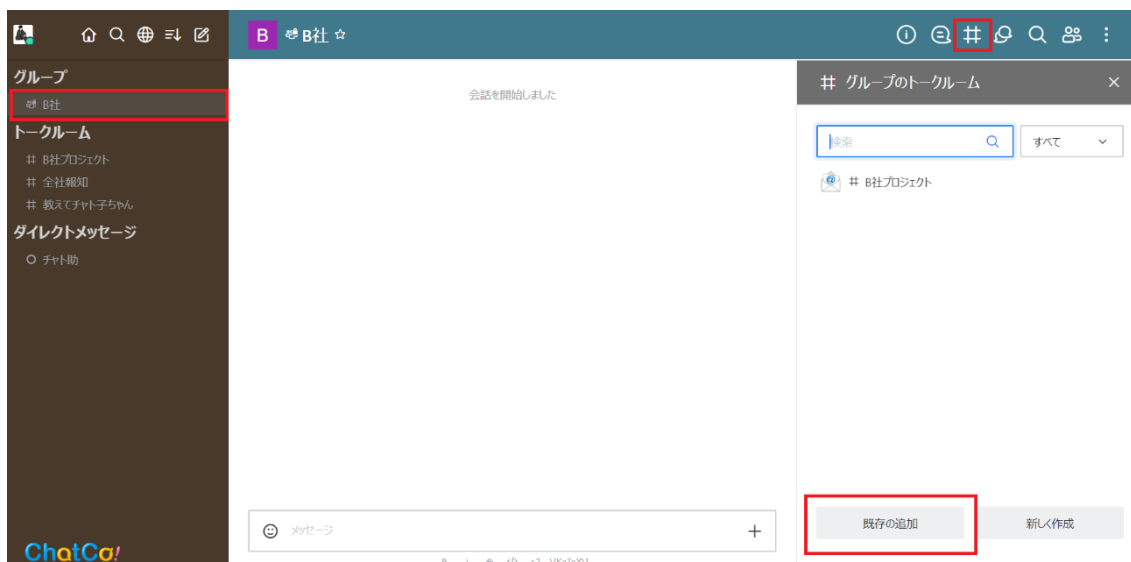 B B社
グループ
B社
トークルーム
# B社プロジェクト
# 全社報知
# 教えてチャト子ちゃん
ダイレクトメッセージ
チャト助
ChatCo!
会話を開始しました
メッセージ
# グループのトークルーム
検索
すべて
# B社プロジェクト
既存の追加
新しく作成